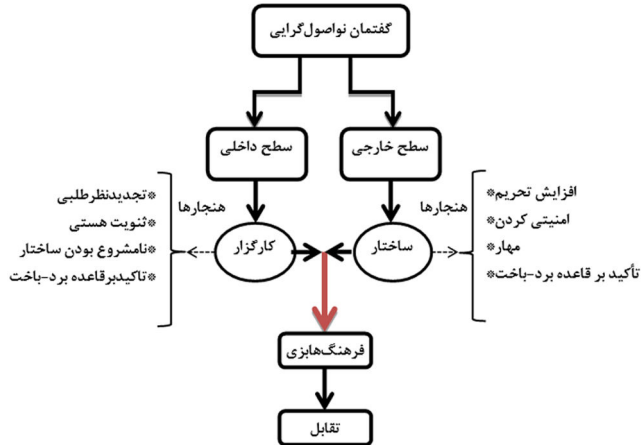 گفتمان نواصول‌گرایی
سطح خارجی
سطح داخلی
هنجارها
*افزایش تحریم
*امنیتی کردن
*مهار
*تأکید بر قاعده برد-باخت
ساختار
کارگزار
هنجارها
*تجدیدنظرطلبی
*ثنویت هستی
*نامشروع بودن ساختار
*تاکیدبرقاعده برد-باخت
فرهنگ‌هابزی
تقابل